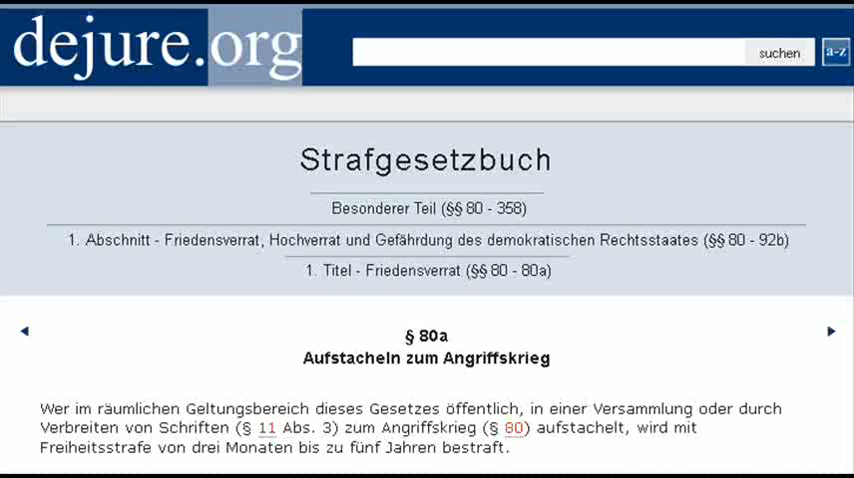 dejure.org
suchen
a-z
Strafgesetzbuch
Besonderer Teil (§§ 80 - 358)
1. Abschnitt - Friedensverrat, Hochverrat und Gefährdung des demokratischen Rechtsstaates (§§ 80 - 92b)
1. Titel - Friedensverrat (§§ 80 - 80a)
§ 80a
Aufstacheln zum Angriffskrieg
Wer im räumlichen Geltungsbereich dieses Gesetzes öffentlich, in einer Versammlung oder durch
Verbreiten von Schriften (§ 11 Abs. 3) zum Angriffskrieg (§ 80) aufstachelt, wird mit
Freiheitsstrafe von drei Monaten bis zu fünf Jahren bestraft.